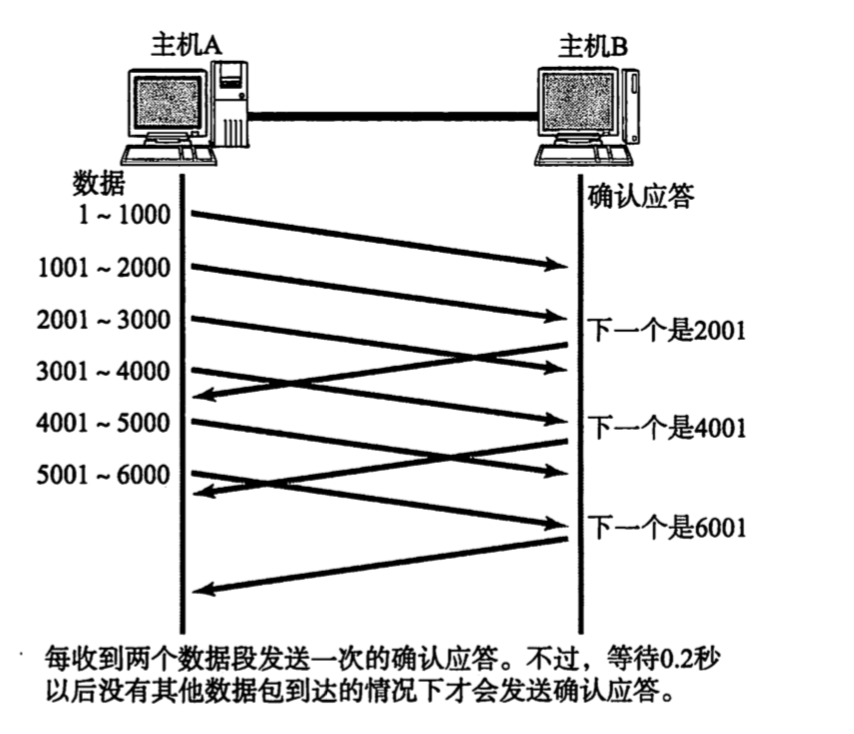 主机A
主机B
数据
确认应答
1 ~ 1000
1001 ~ 2000
2001 ~ 3000
下一个是2001
3001 ~ 4000
4001 ~ 5000
下一个是4001
5001 ~ 6000
下一个是6001
每收到两个数据段发送一次的确认应答。不过，等待0.2秒
以后没有其他数据包到达的情况下才会发送确认应答。